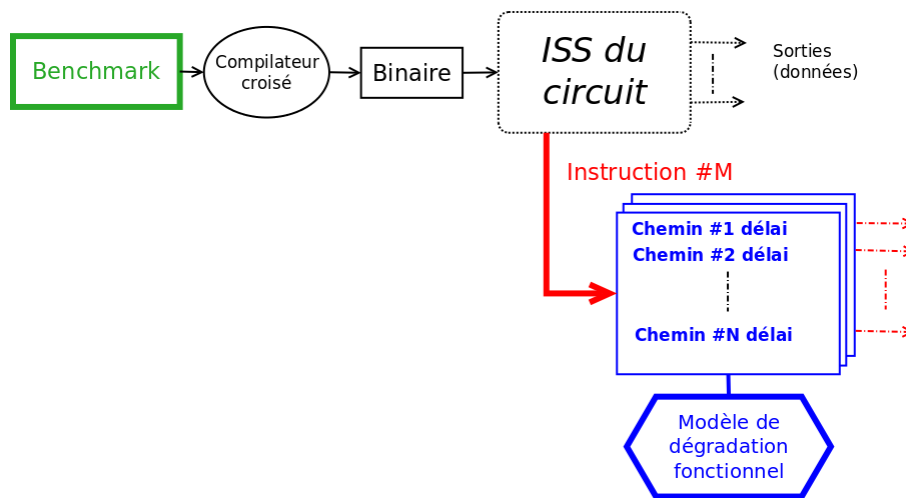 Benchmark
Compilateur
croisé
Binaire
ISS du
circuit
Sorties
(données)
Instruction #M
Chemin #1 délai
Chemin #2 délai
Chemin #N délai
Modèle de
dégradation
fonctionnel